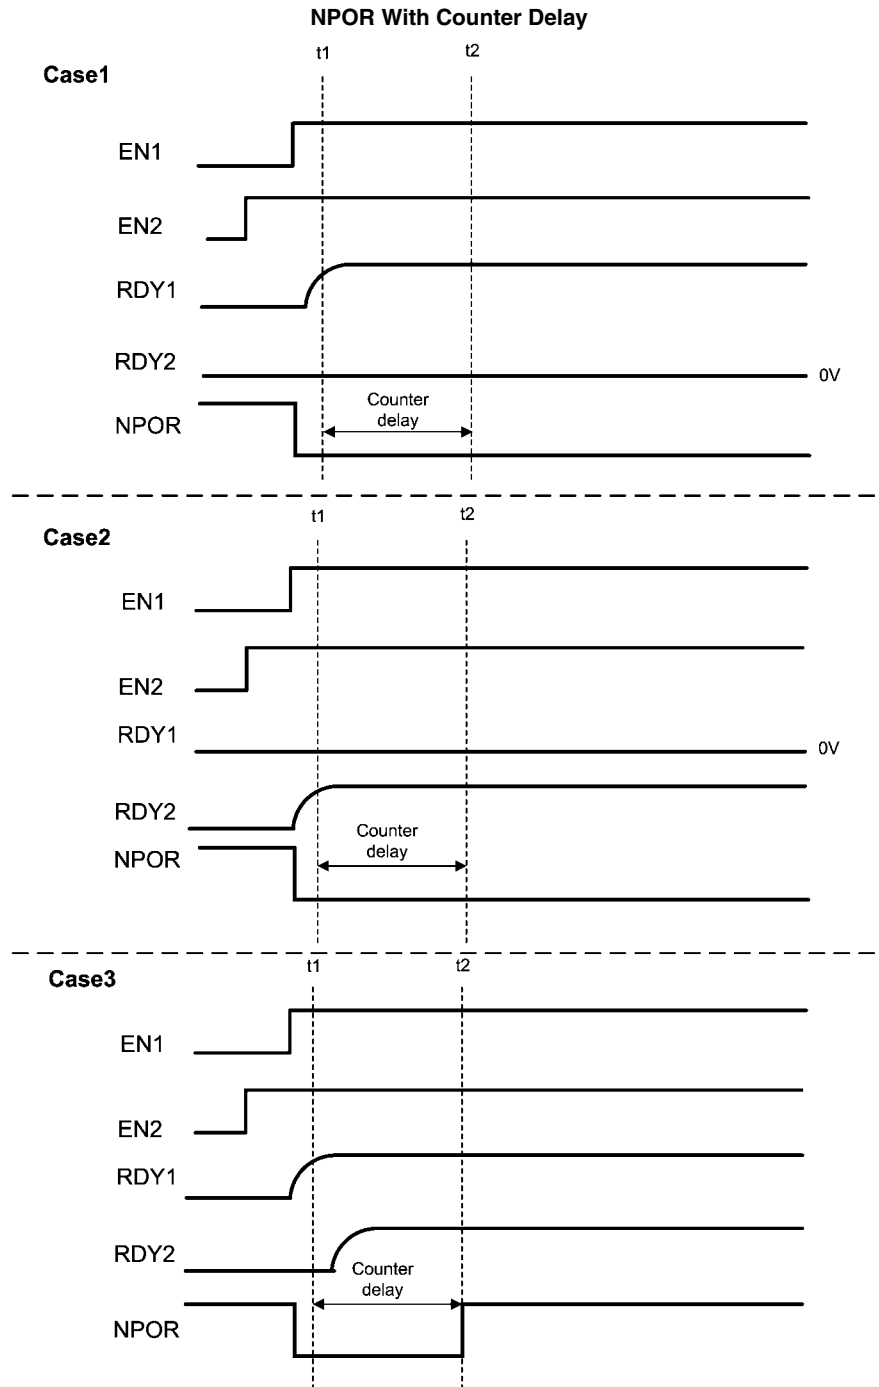 NPOR With Counter Delay
t1
t2
Case1
EN1
EN2
RDY1
RDY2
0V
Counter
delay
NPOR
t1
t2
Case2
EN1
EN2
RDY1
0V
RDY2
Counter
delay
NPOR
t1
t2
Case3
EN1
EN2
RDY1
RDY2
Counter
delay
NPOR